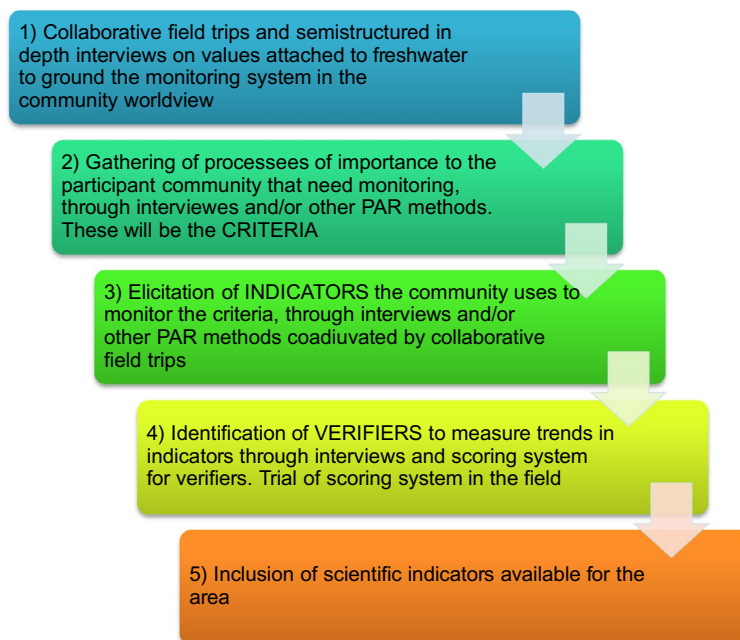 1) Collaborative field trips and semistructured in
depth interviews on values attached to freshwater
to ground the monitoring system in the
community worldview
2) Gathering of processees of importance to the
participant community that need monitoring,
through interviewes and/or other PAR methods.
These will be the CRITERIA
3) Elicitation of INDICATORS the community uses to
monitor the criteria, through interviews and/or
other PAR methods coadiuvated by collaborative
field trips
4) Identification of VERIFIERS to measure trends in
indicators through interviews and scoring system
for verifiers. Trial of scoring system in the field
5) Inclusion of scientific indicators available for the
area